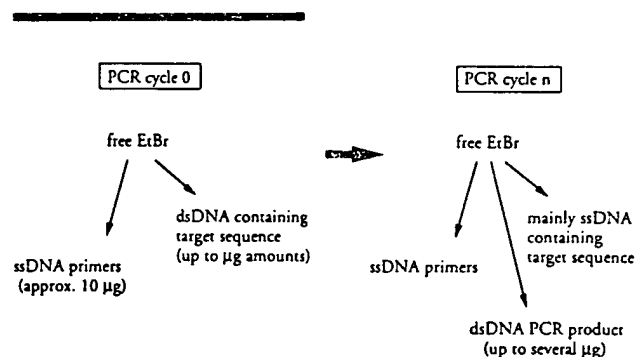 PCR cycle 0
free EtBr
dsDNA containing
target sequence
(up to µg amounts)
ssDNA primers
(approx. 10 µg)
PCR cycle n
free EtBr
mainly ssDNA
containing
target sequence
ssDNA primers
dsDNA PCR product
(up to several µg)